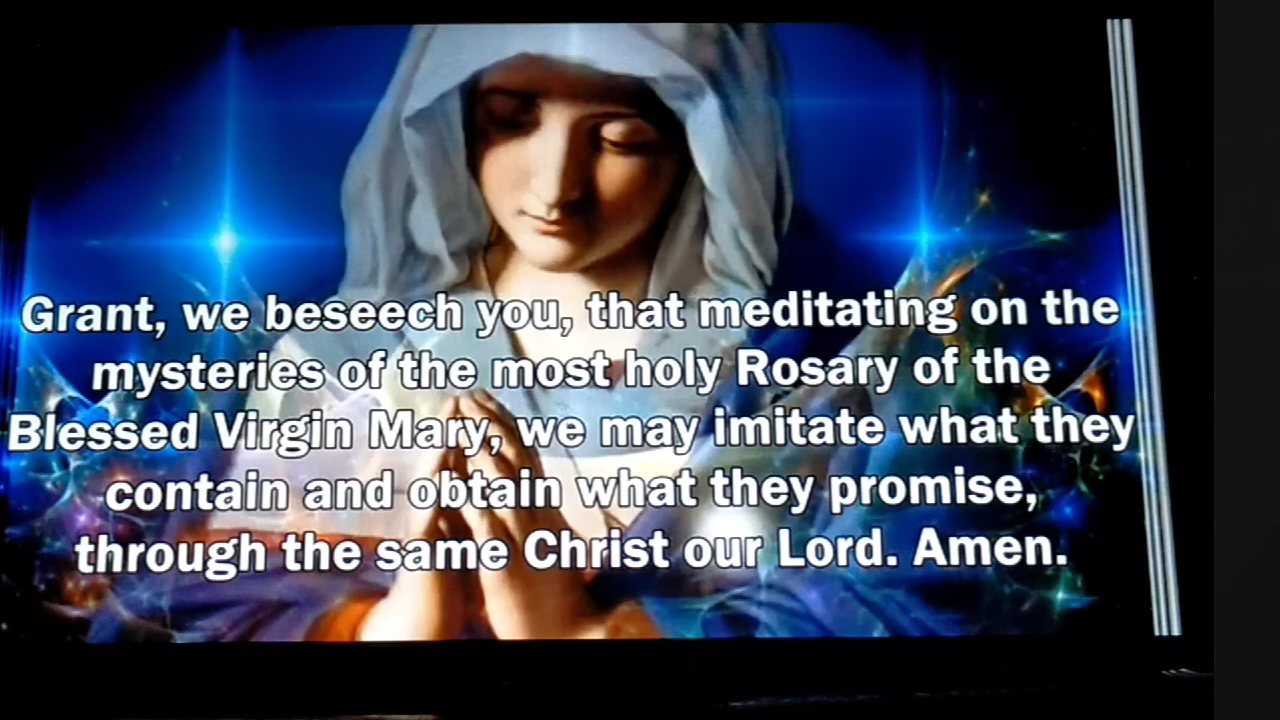 Grant, we beseech you, that meditating on the
mysteries of the most holy Rosary of the
Blessed Virgin Mary, we may imitate what they
contain and obtain what they promise,
through the same Christ our Lord. Amen.